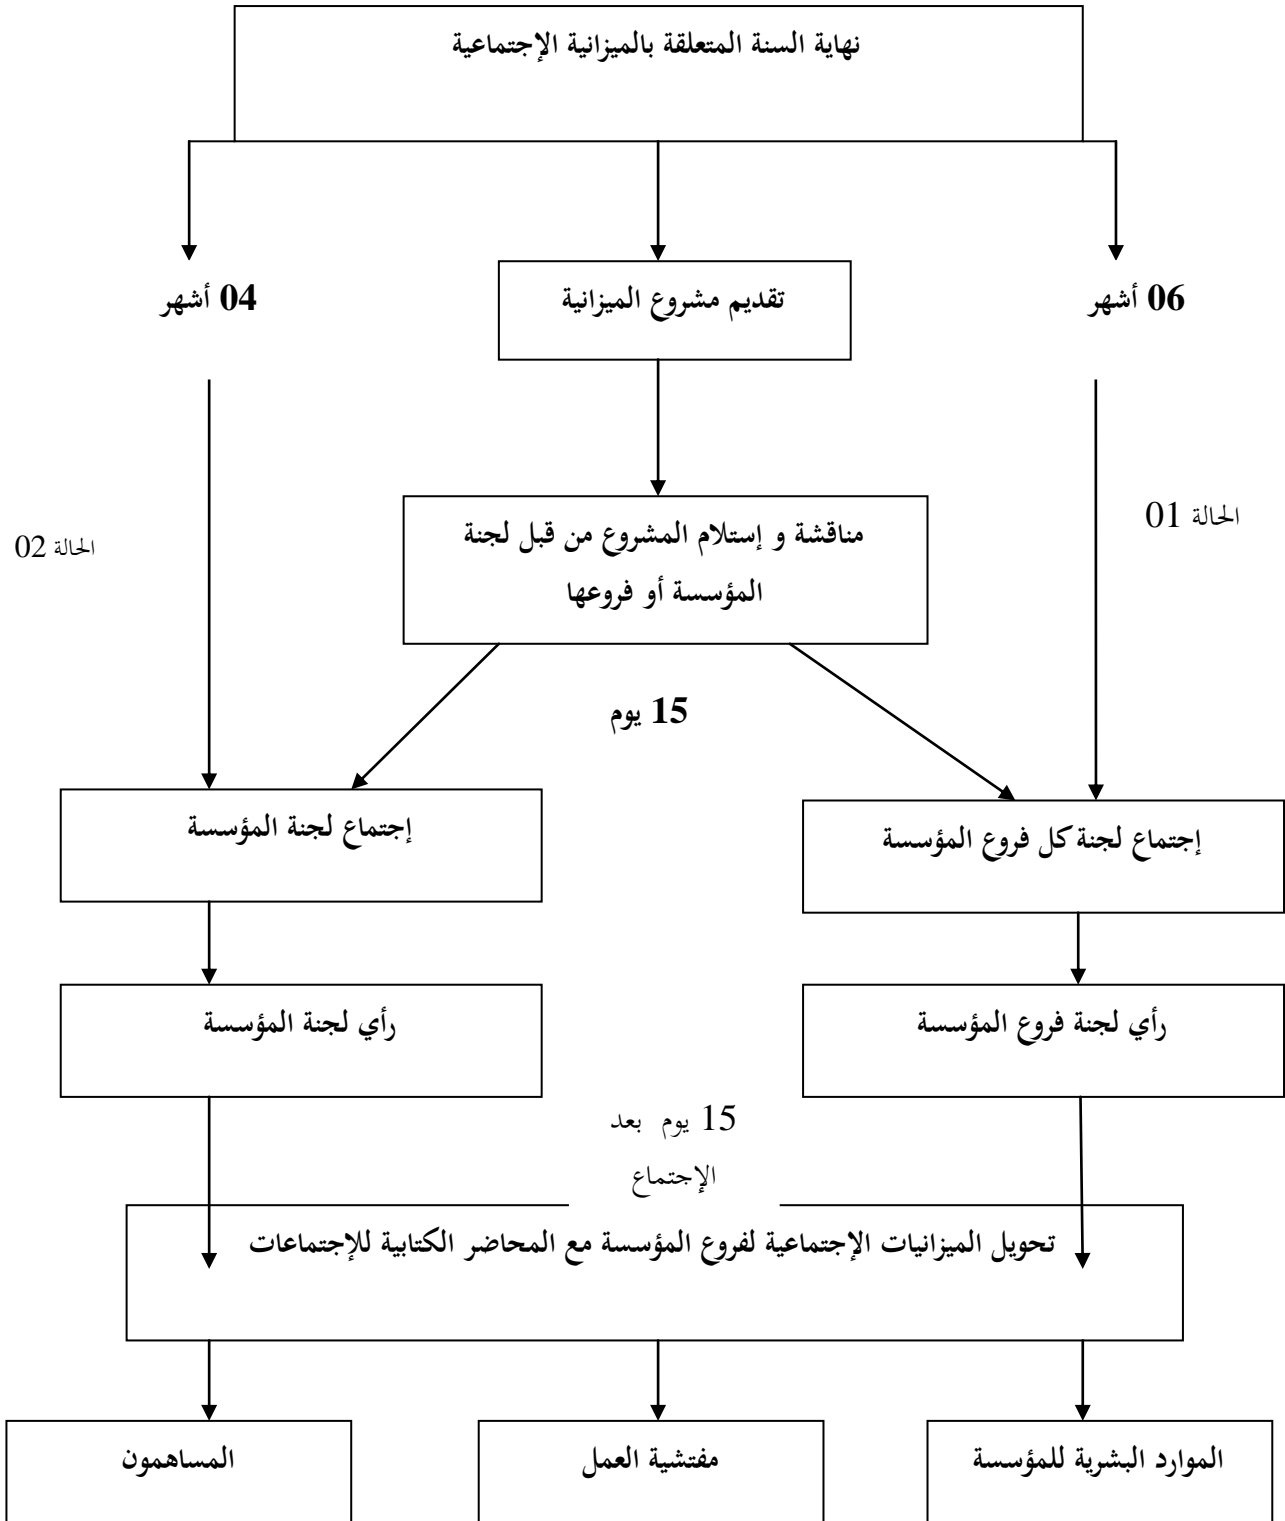 نهاية السنة المتعلقة بالميزانية الإجتماعية
06 أشهر
تقديم مشروع الميزانية
04 أشهر
الحالة 01
مناقشة و إستلام المشروع من قبل لجنة
المؤسسة أو فروعها
الحالة 02
15 يوم
إجتماع لجنة كل فروع المؤسسة
إجتماع لجنة المؤسسة
رأي لجنة فروع المؤسسة
رأي لجنة المؤسسة
15 يوم بعد
الإجتماع
تحويل الميزانيات الإجتماعية لفروع المؤسسة مع المحاضر الكتابية للإجتماعات
الموارد البشرية للمؤسسة
مفتشية العمل
المساهمون